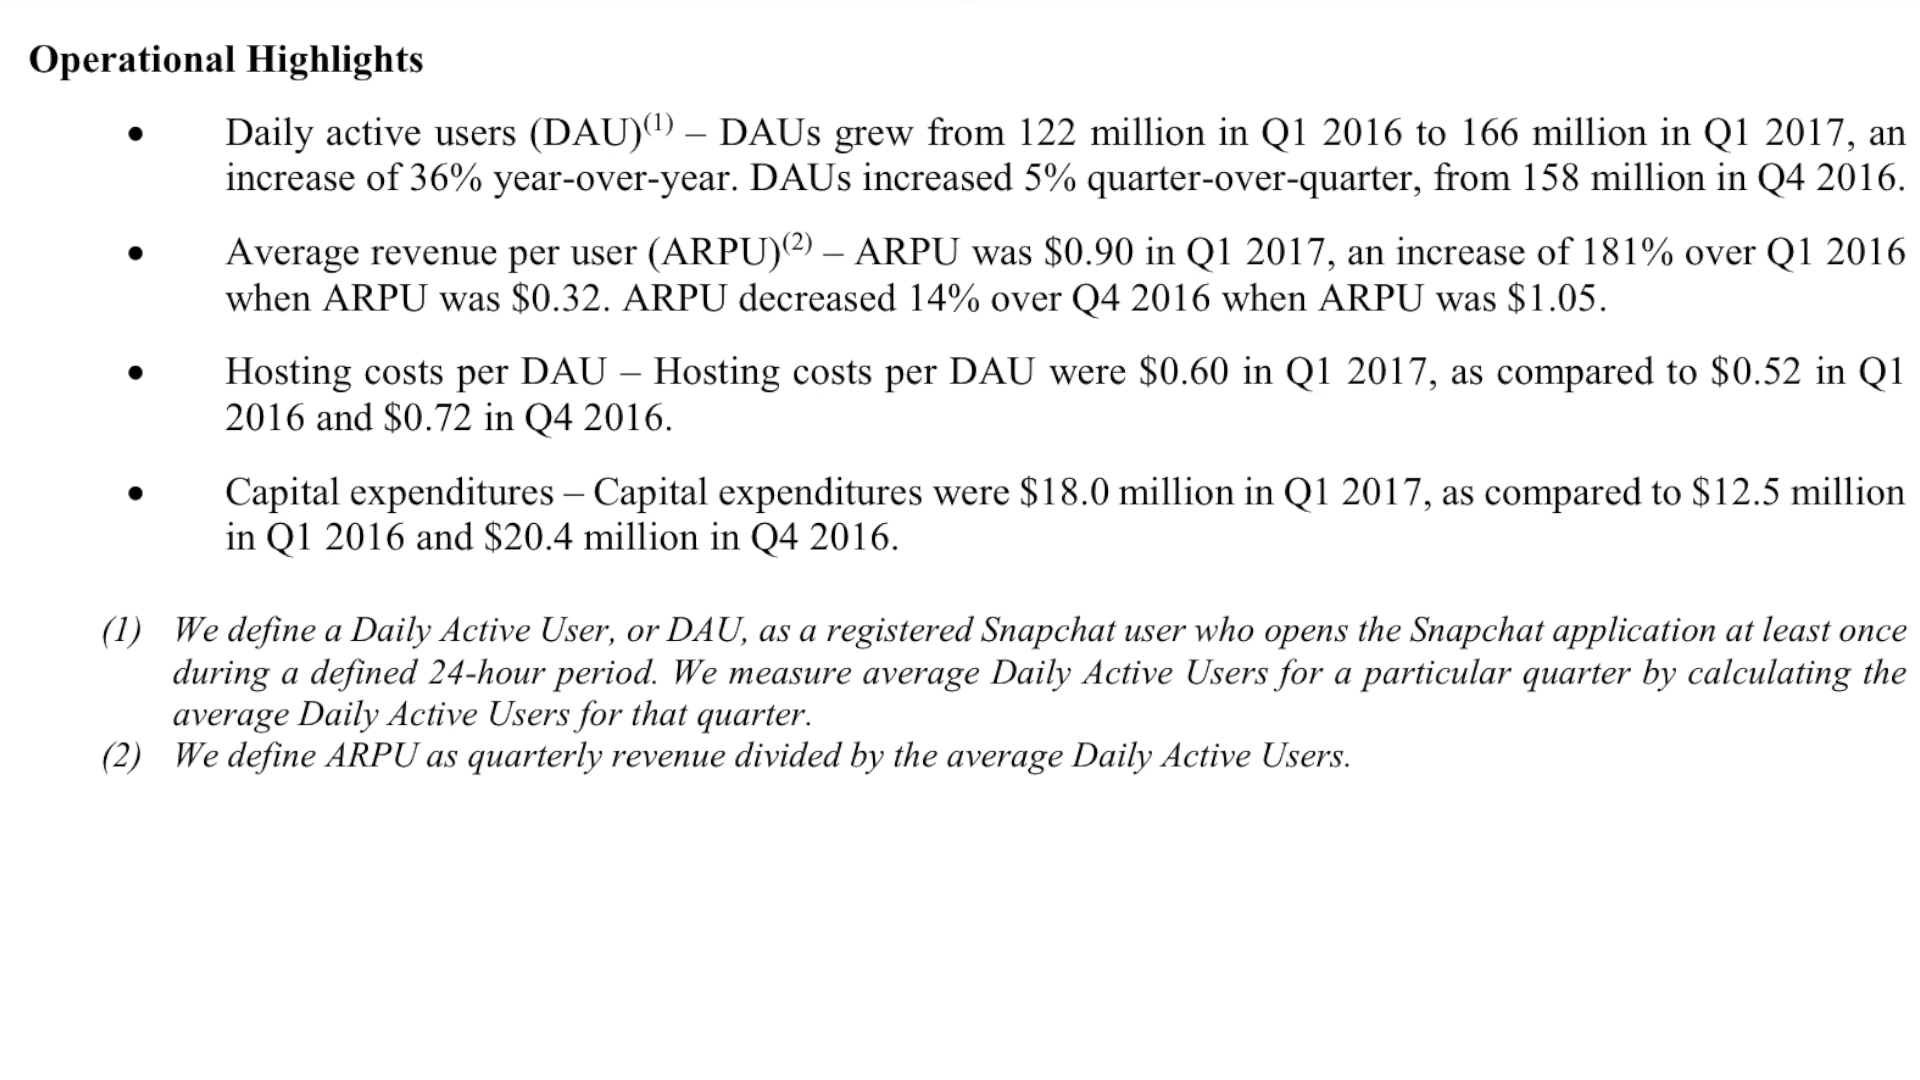 Operational Highlights
• Daily active users (DAU)(1) – DAUs grew from 122 million in Q1 2016 to 166 million in Q1 2017, an
increase of 36% year-over-year. DAUs increased 5% quarter-over-quarter, from 158 million in Q4 2016.
• Average revenue per user (ARPU)(2) – ARPU was $0.90 in Q1 2017, an increase of 181% over Q1 2016
when ARPU was $0.32. ARPU decreased 14% over Q4 2016 when ARPU was $1.05.
• Hosting costs per DAU – Hosting costs per DAU were $0.60 in Q1 2017, as compared to $0.52 in Q1
2016 and $0.72 in Q4 2016.
• Capital expenditures – Capital expenditures were $18.0 million in Q1 2017, as compared to $12.5 million
in Q1 2016 and $20.4 million in Q4 2016.
(1) We define a Daily Active User, or DAU, as a registered Snapchat user who opens the Snapchat application at least once
during a defined 24-hour period. We measure average Daily Active Users for a particular quarter by calculating the
average Daily Active Users for that quarter.
(2) We define ARPU as quarterly revenue divided by the average Daily Active Users.